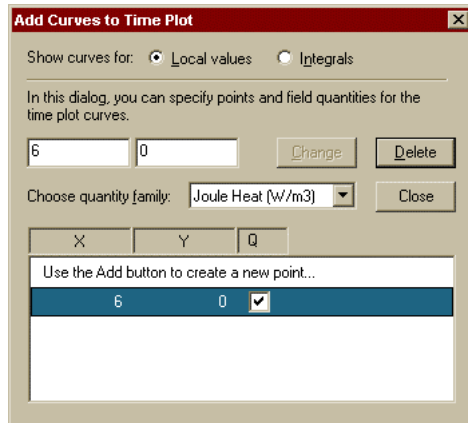 Add Curves to Time Plot
Show curves for: Local values Integrals
In this dialog, you can specify points and field quantities for the
time plot curves.
6 0 Change Delete
Choose quantity family: Joule Heat (W/m3) Close
X Y Q
Use the Add button to create a new point...
6 0